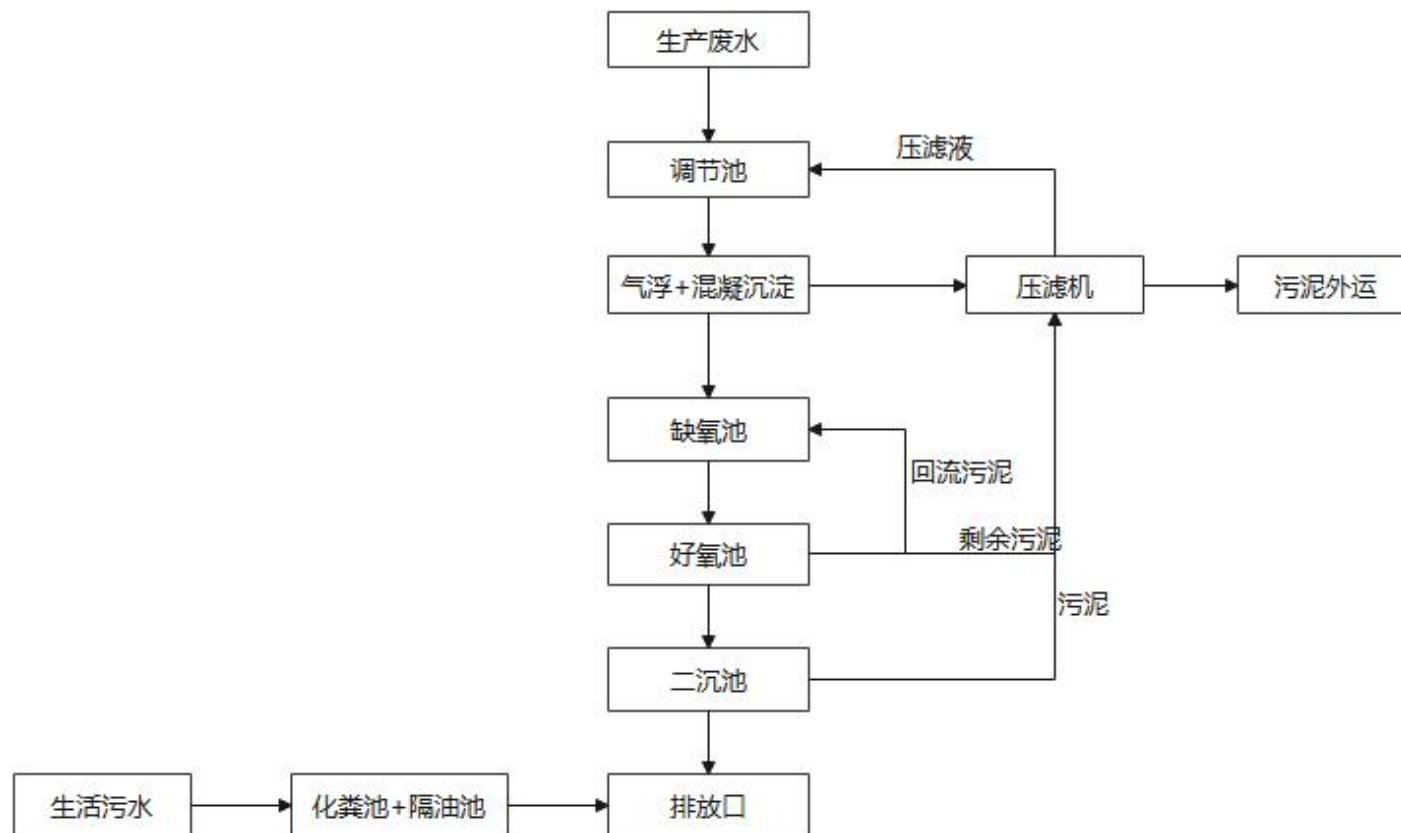 生产废水
调节池
压滤液
气浮+混凝沉淀
压滤机
污泥外运
缺氧池
回流污泥
好氧池
剩余污泥
污泥
二沉池
生活污水
化粪池+隔油池
排放口